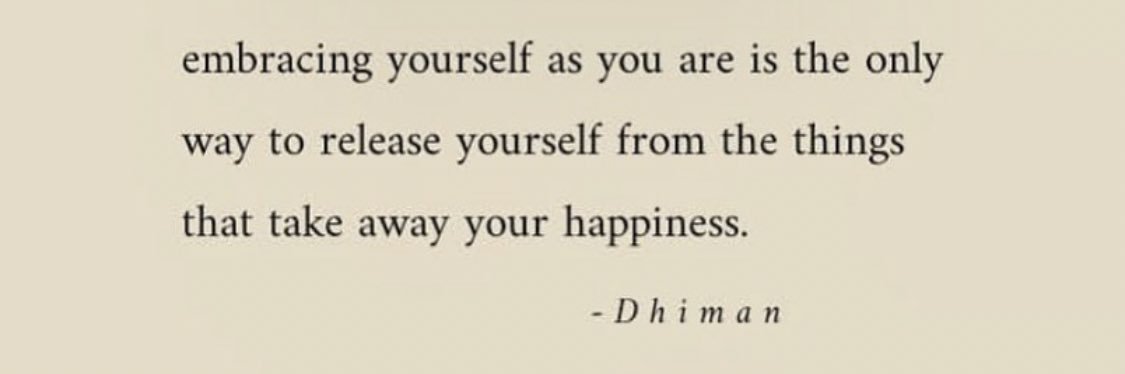 embracing yourself as you are is the only
way to release yourself from the things
that take away your happiness.
- Dhiman